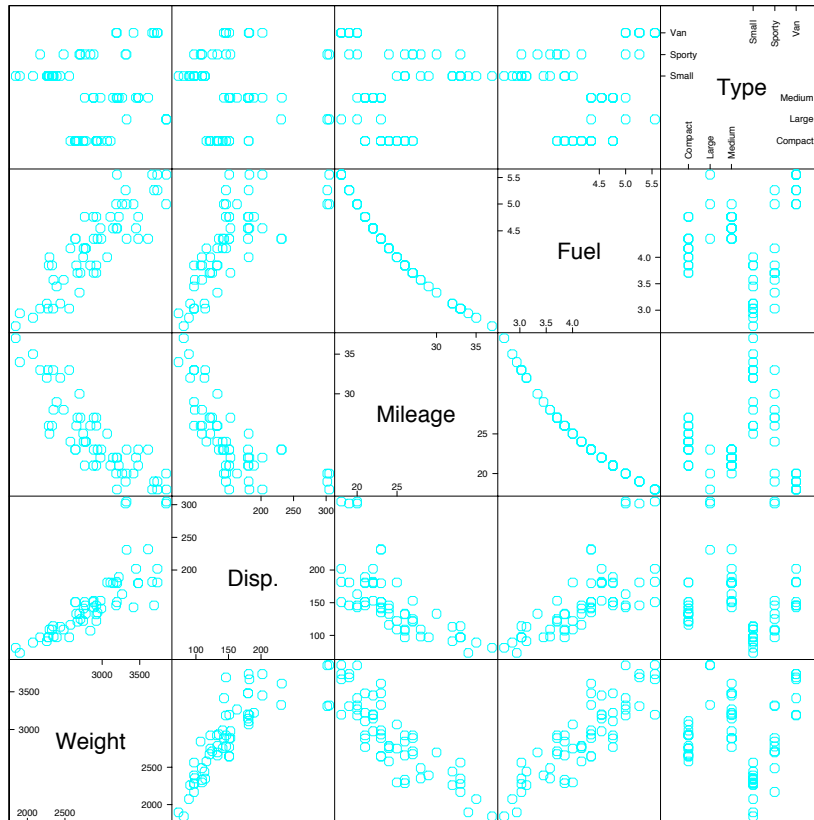 Van
Sporty
Small
Small
Sporty
Van
Type
Medium
Large
Compact
Compact
Large
Medium
5.5
5.0
4.5
Fuel
4.5 5.0 5.5
4.0
3.0
3.0 3.5 4.0
35
30
Mileage
30 35
25
20
20 25
300
200
Disp.
200 250 300
150
100
100 150 200
3500
3000
Weight
3000 3500
2500
2000
2000 2500